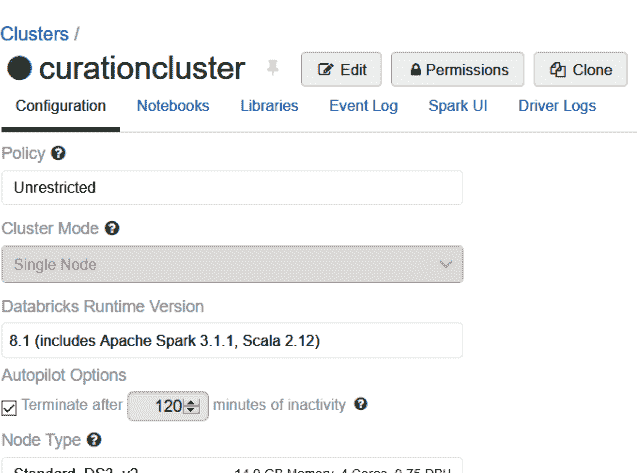 Clusters /
curationcluster Edit Permissions Clone
Configuration Notebooks Libraries Event Log Spark UI Driver Logs
Policy
Unrestricted
Cluster Mode
Single Node
Databricks Runtime Version
8.1 (includes Apache Spark 3.1.1, Scala 2.12)
Autopilot Options
Terminate after 120 minutes of inactivity
Node Type